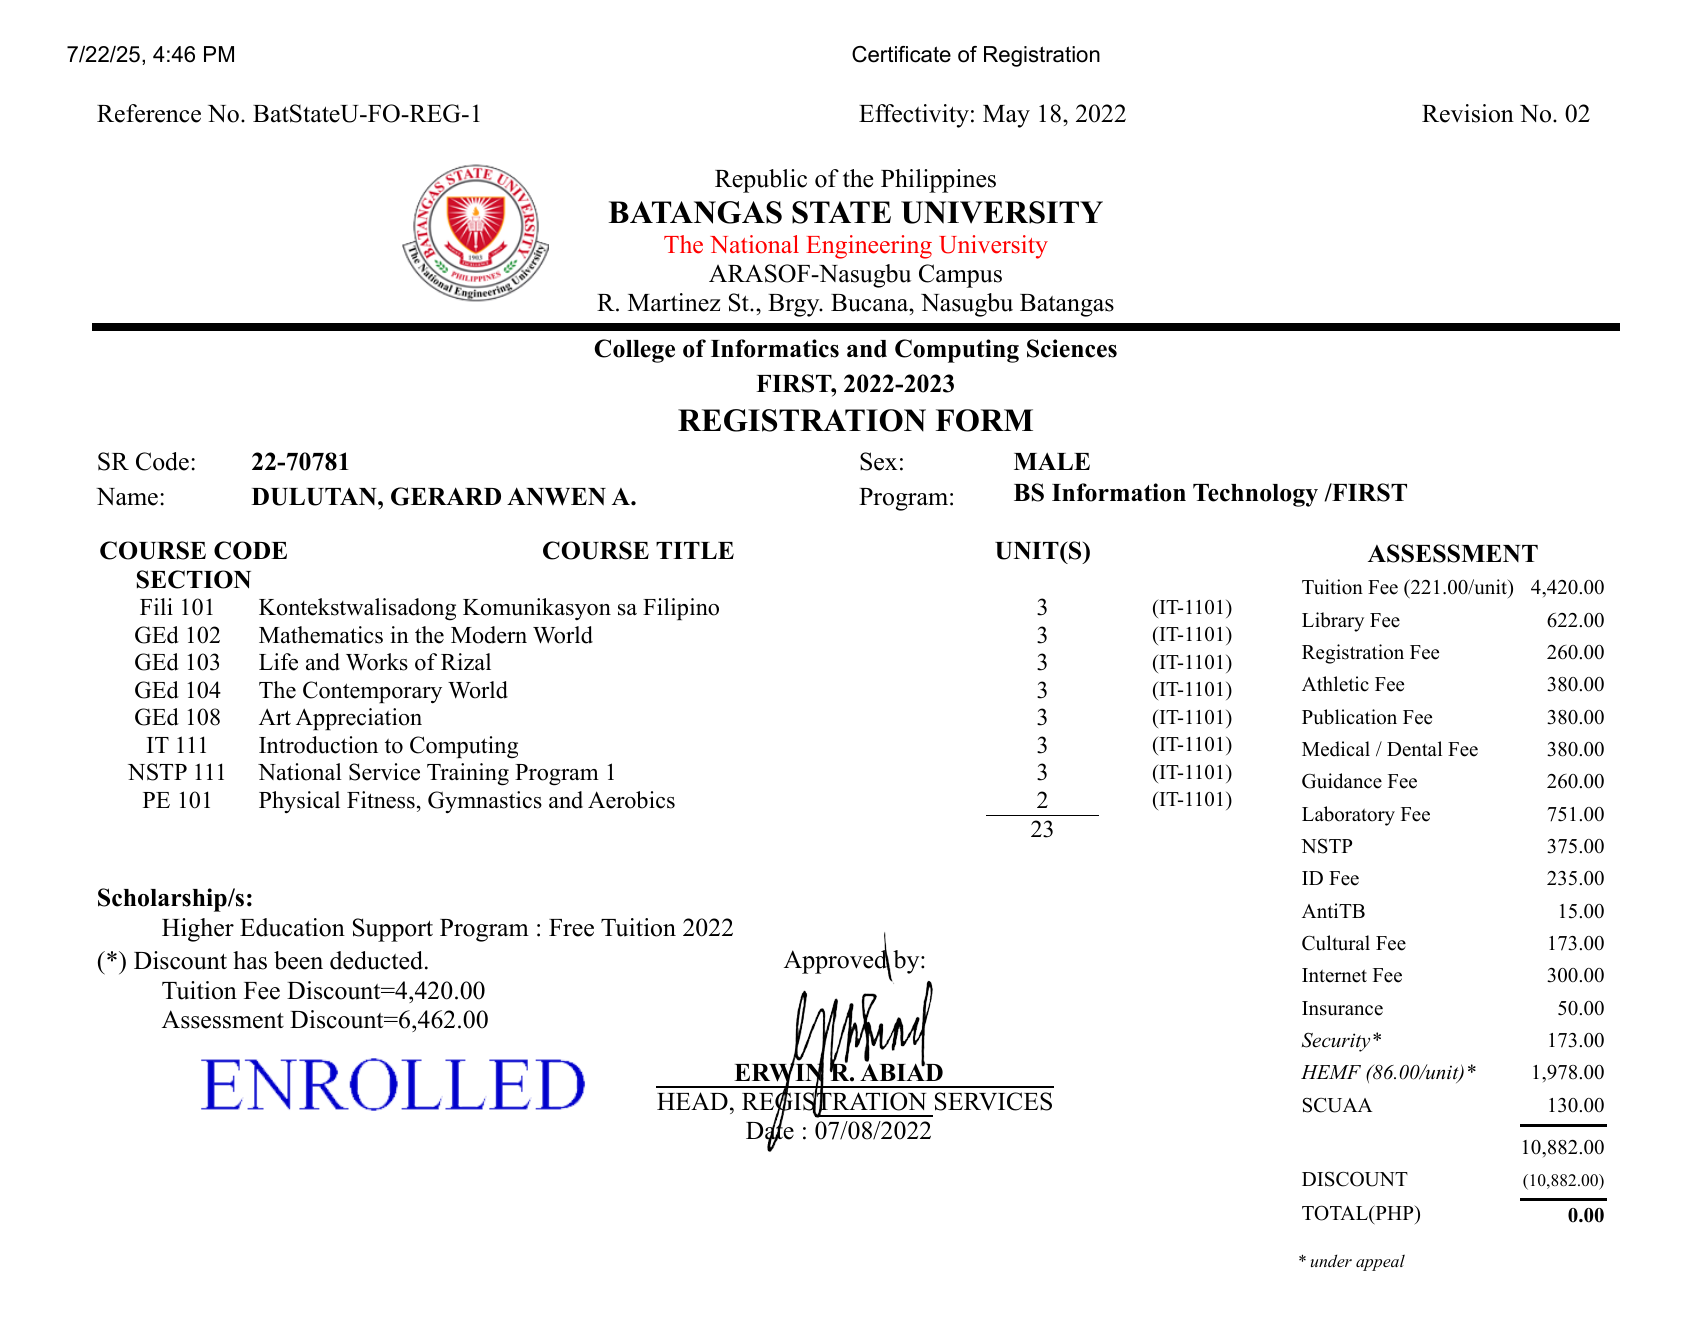 7/22/25, 4:46 PM Certificate of Registration
Reference No. BatStateU-FO-REG-1 Effectivity: May 18, 2022 Revision No. 02
BATANGAS STATE UNIVERSITY
The National Engineering University
1903
PHILIPPINES
Republic of the Philippines
BATANGAS STATE UNIVERSITY
The National Engineering University
ARASOF-Nasugbu Campus
R. Martinez St., Brgy. Bucana, Nasugbu Batangas
College of Informatics and Computing Sciences
FIRST, 2022-2023
REGISTRATION FORM
SR Code: 22-70781 Sex: MALE
Name: DULUTAN, GERARD ANWEN A. Program: BS Information Technology /FIRST
COURSE CODE COURSE TITLE UNIT(S)
SECTION
Fili 101 Kontekstwalisadong Komunikasyon sa Filipino 3 (IT-1101)
GEd 102 Mathematics in the Modern World 3 (IT-1101)
GEd 103 Life and Works of Rizal 3 (IT-1101)
GEd 104 The Contemporary World 3 (IT-1101)
GEd 108 Art Appreciation 3 (IT-1101)
IT 111 Introduction to Computing 3 (IT-1101)
NSTP 111 National Service Training Program 1 3 (IT-1101)
PE 101 Physical Fitness, Gymnastics and Aerobics 2 (IT-1101)
23
ASSESSMENT
Tuition Fee (221.00/unit) 4,420.00
Library Fee 622.00
Registration Fee 260.00
Athletic Fee 380.00
Publication Fee 380.00
Medical / Dental Fee 380.00
Guidance Fee 260.00
Laboratory Fee 751.00
NSTP 375.00
ID Fee 235.00
AntiTB 15.00
Cultural Fee 173.00
Internet Fee 300.00
Insurance 50.00
Security* 173.00
HEMF (86.00/unit)* 1,978.00
SCUAA 130.00
10,882.00
DISCOUNT (10,882.00)
TOTAL(PHP) 0.00
* under appeal
Scholarship/s:
Higher Education Support Program : Free Tuition 2022
(*) Discount has been deducted.
Tuition Fee Discount=4,420.00
Assessment Discount=6,462.00
ENROLLED
Approved by:
ERWIN R. ABIAD
HEAD, REGISTRATION SERVICES
Date : 07/08/2022